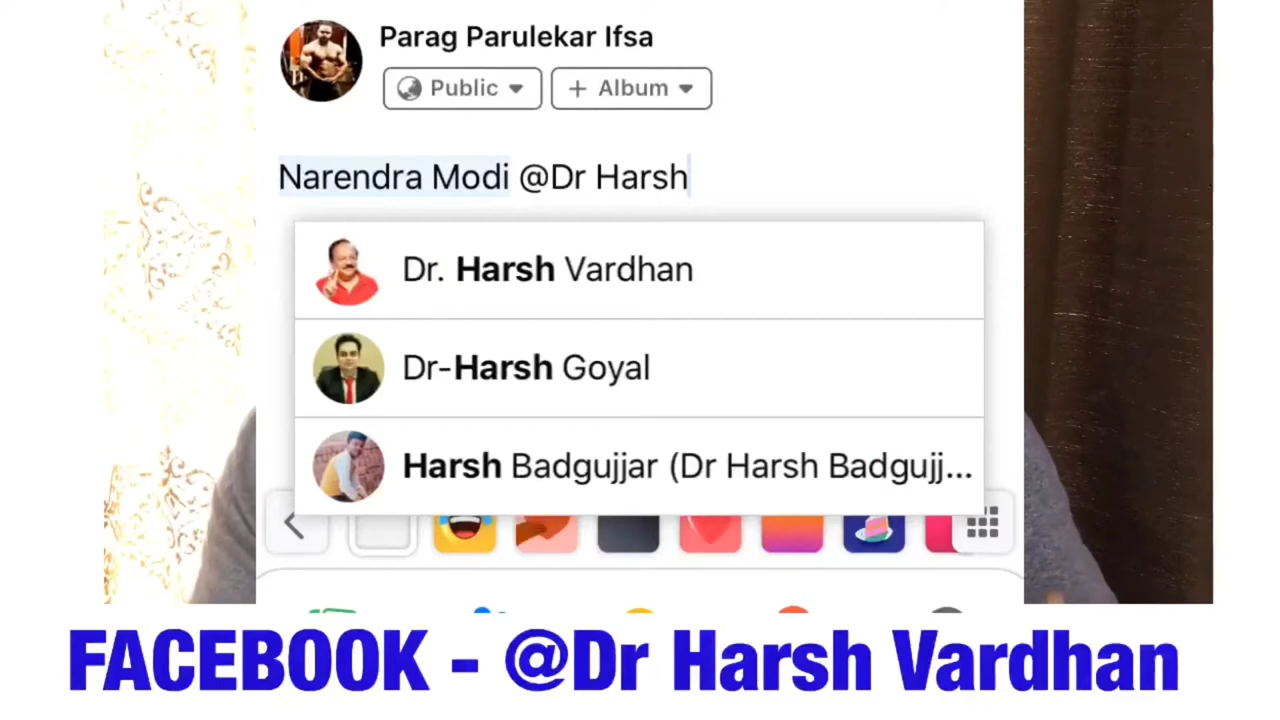 Parag Parulekar Ifsa
Public + Album
Narendra Modi @Dr Harsh
Dr. Harsh Vardhan
Dr-Harsh Goyal
Harsh Badgujjar (Dr Harsh Badgujj...
FACEBOOK - @Dr Harsh Vardhan